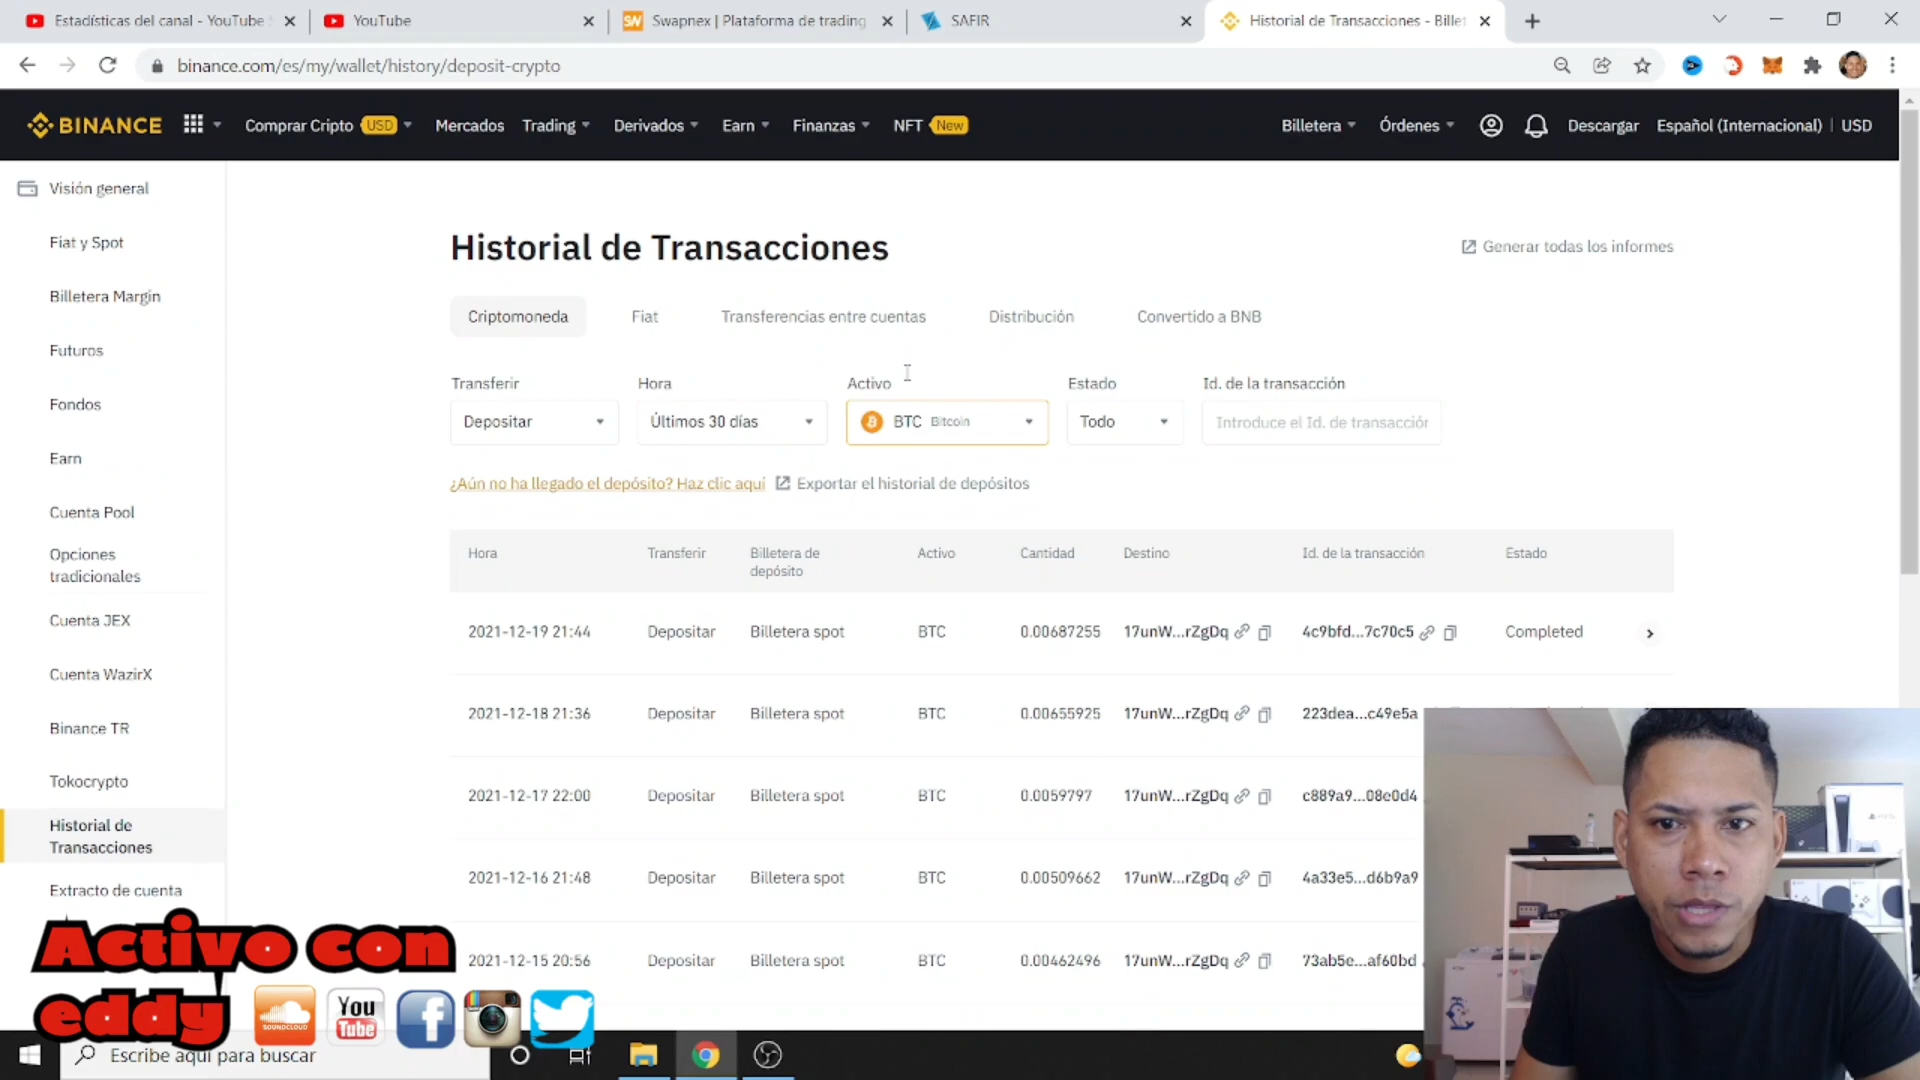 Estadísticas del canal - YouTube
YouTube
Swapnex | Plataforma de trading
SAFIR
Historial de Transacciones - Billet
binance.com/es/my/wallet/history/deposit-crypto
BINANCE
Comprar Cripto USD
Mercados
Trading
Derivados
Earn
Finanzas
NFT New
Billetera
Órdenes
Descargar
Español (Internacional)
USD
Visión general
Fiat y Spot
Billetera Margin
Futuros
Fondos
Earn
Cuenta Pool
Opciones
tradicionales
Cuenta JEX
Cuenta WazirX
Binance TR
Tokocrypto
Historial de
Transacciones
Extracto de cuenta
Historial de Transacciones
Generar todas los informes
Criptomoneda
Fiat
Transferencias entre cuentas
Distribución
Convertido a BNB
Transferir
Hora
Activo
Estado
Id. de la transacción
Depositar
Últimos 30 días
BTC Bitcoin
Todo
Introduce el Id. de transacción
¿Aún no ha llegado el depósito? Haz clic aquí
Exportar el historial de depósitos
Hora Transferir Billetera de depósito Activo Cantidad Destino Id. de la transacción Estado
2021-12-19 21:44 Depositar Billetera spot BTC 0.00687255 17unW...rZgDq 4c9bfd...7c70c5 Completed
2021-12-18 21:36 Depositar Billetera spot BTC 0.00655925 17unW...rZgDq 223dea...c49e5a
2021-12-17 22:00 Depositar Billetera spot BTC 0.0059797 17unW...rZgDq c889a9...08e0d4
2021-12-16 21:48 Depositar Billetera spot BTC 0.00509662 17unW...rZgDq 4a33e5...d6b9a9
2021-12-15 20:56 Depositar Billetera spot BTC 0.00462496 17unW...rZgDq 73ab5e...af60bd
Activo con
eddy
SOUNDCLOUD
You
Tube
Escribe aquí para buscar